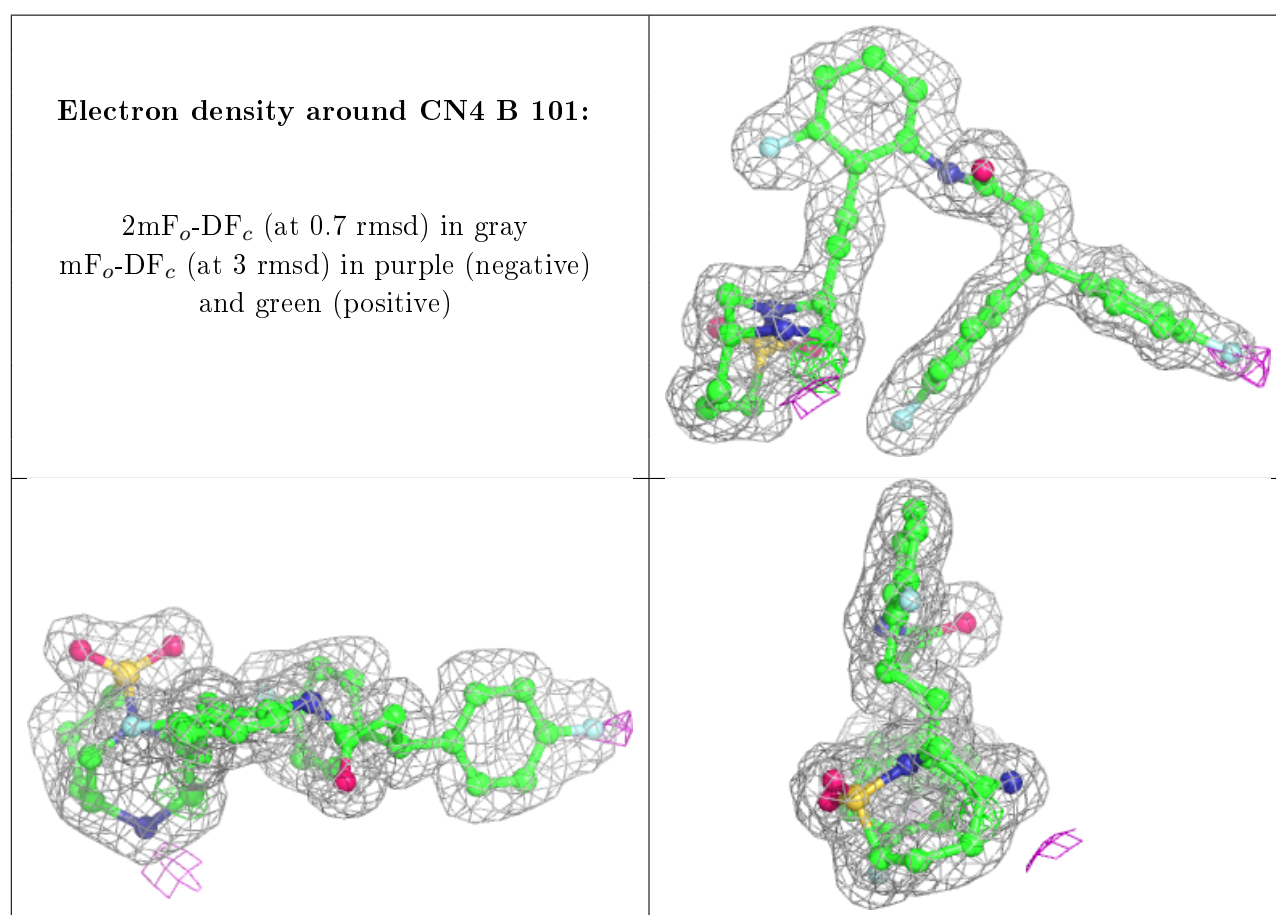 Electron density around CN4 B 101:
2mFo-DFc (at 0.7 rmsd) in gray
mFo-DFc (at 3 rmsd) in purple (negative)
and green (positive)